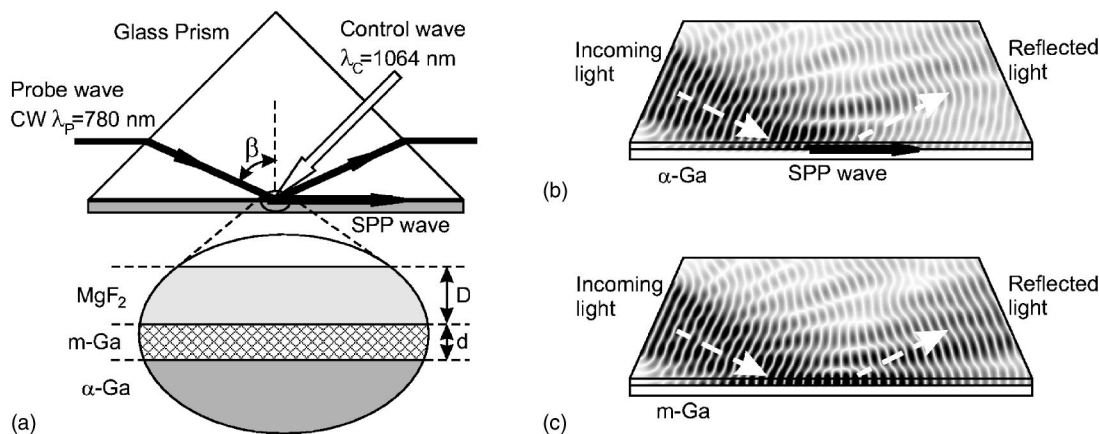 Glass Prism
Control wave
λC=1064 nm
Probe wave
CW λP=780 nm
β
SPP wave
MgF2
D
m-Ga
d
α-Ga
(a)
Incoming
light
Reflected
light
α-Ga
SPP wave
(b)
Incoming
light
Reflected
light
m-Ga
(c)